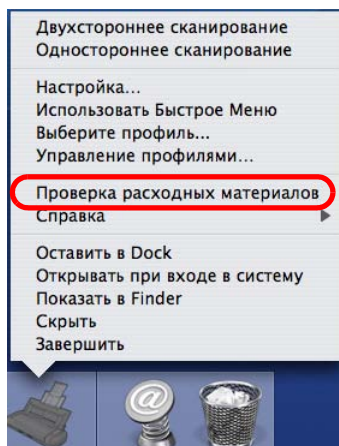 Двухстороннее сканирование
Одностороннее сканирование
Настройка...
Использовать Быстрое Меню
Выберите профиль...
Управление профилями...
Проверка расходных материалов
Справка
Оставить в Dock
Открывать при входе в систему
Показать в Finder
Скрыть
Завершить
@